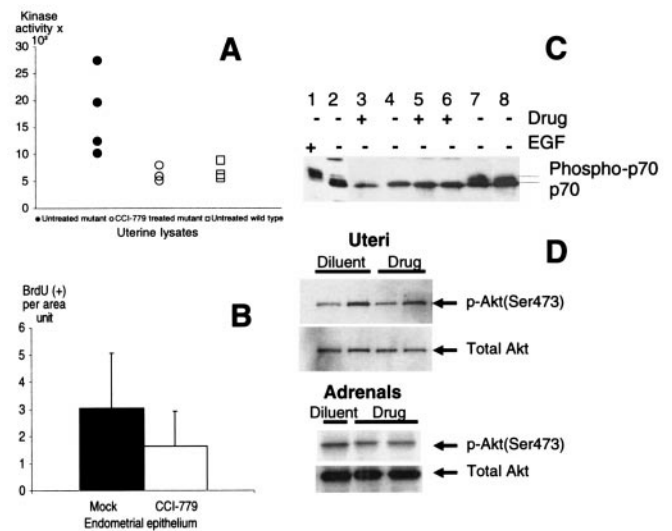 Kinase
activity x
10³
30
25
20
15
10
5
0
●Untreated mutant ○CCI-779 treated mutant □Untreated wild type
Uterine lysates
A
BrdU (+)
per area
unit
6
5
4
3
2
1
0
Mock CCI-779
Endometrial epithelium
B
C
1 2 3 4 5 6 7 8
- - + - + + - - Drug
+ - - - - - - EGF
Phospho-p70
p70
D
Uteri
Diluent Drug
p-Akt(Ser473)
Total Akt
Adrenals
Diluent Drug
p-Akt(Ser473)
Total Akt